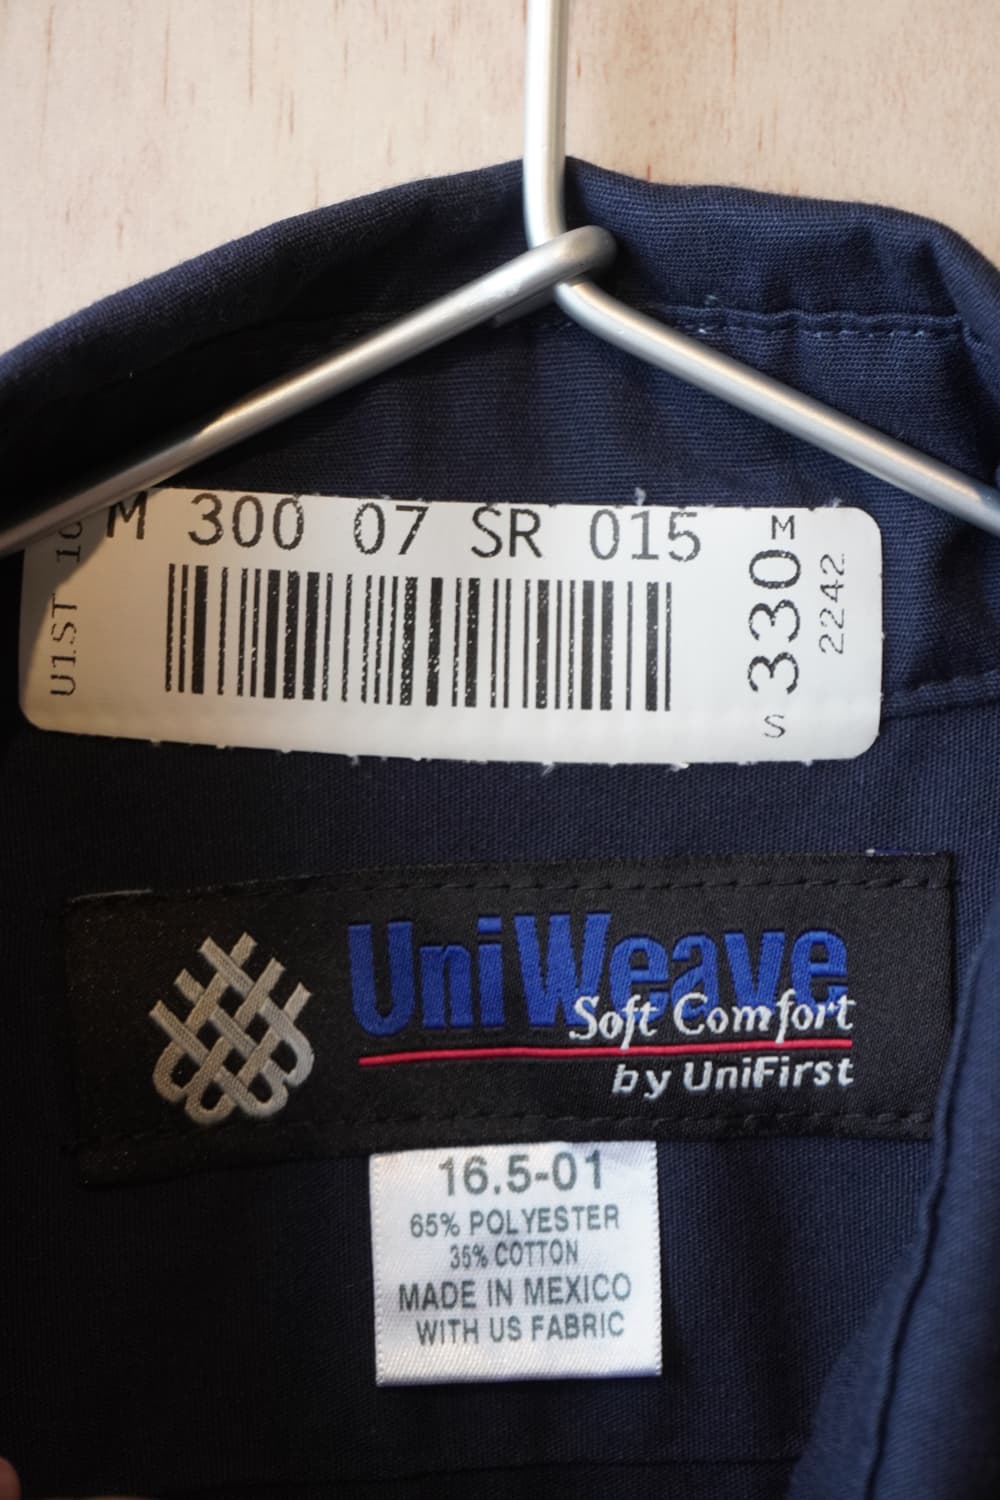 M 300 07 SR 015
U1ST 10
M
330
2242
S
UniWeave
Soft Comfort
by UniFirst
16.5-01
65% POLYESTER
35% COTTON
MADE IN MEXICO
WITH US FABRIC